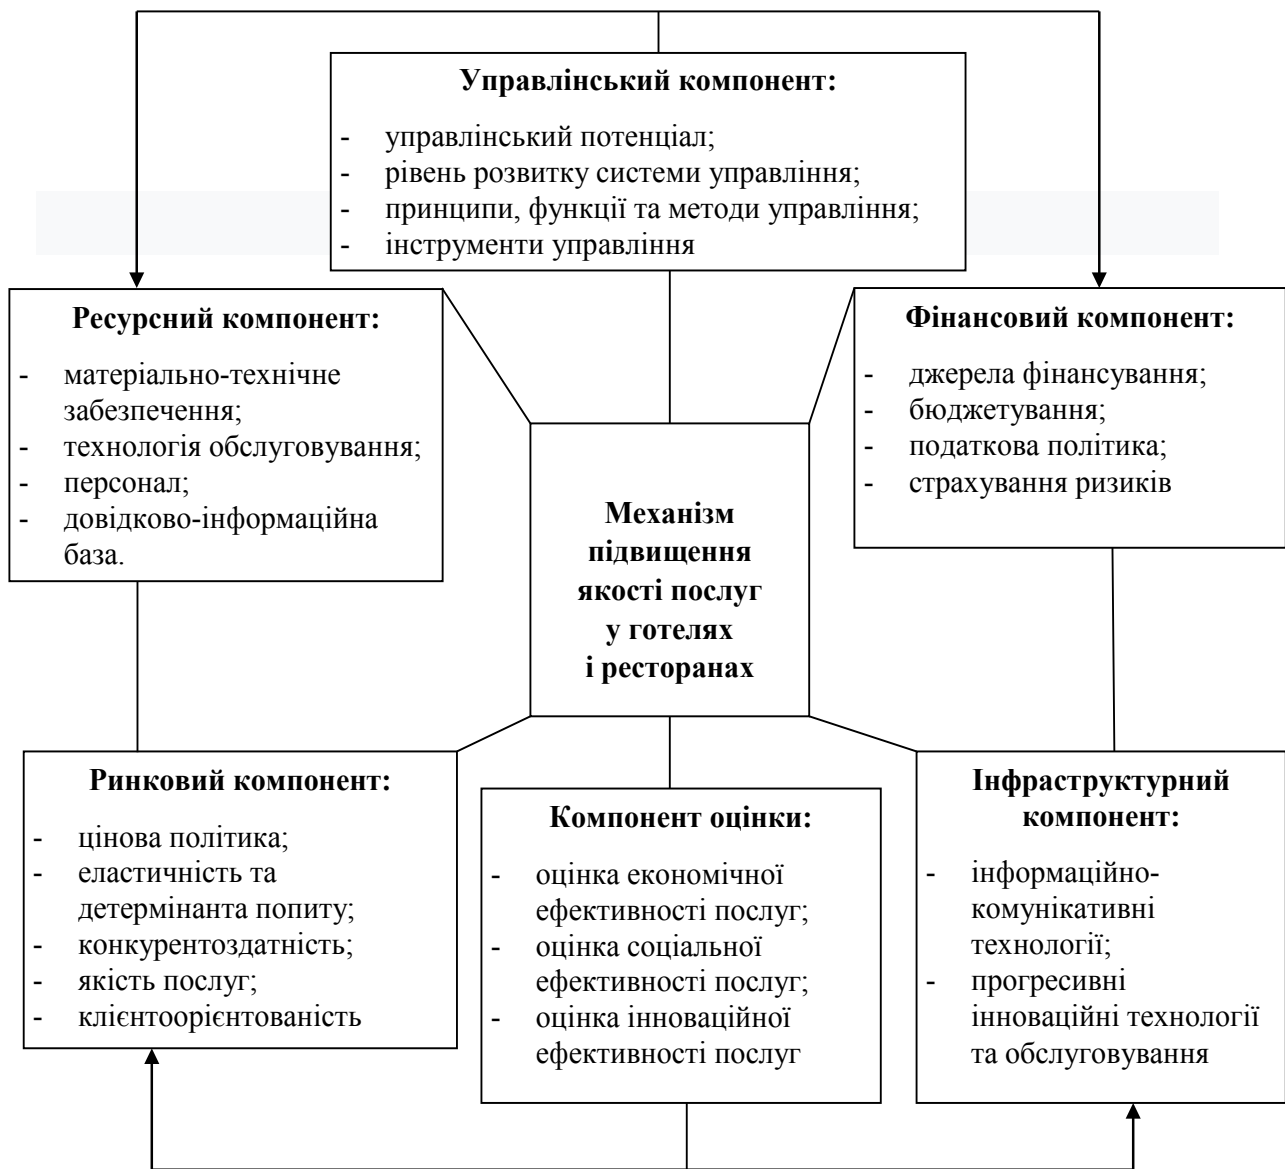 Управлінський компонент:
- управлінський потенціал;
- рівень розвитку системи управління;
- принципи, функції та методи управління;
- інструменти управління
Ресурсний компонент:
- матеріально-технічне
забезпечення;
- технологія обслуговування;
- персонал;
- довідково-інформаційна
база.
Механізм
підвищення
якості послуг
у готелях
і ресторанах
Фінансовий компонент:
- джерела фінансування;
- бюджетування;
- податкова політика;
- страхування ризиків
Ринковий компонент:
- цінова політика;
- еластичність та
детермінанта попиту;
- конкурентоздатність;
- якість послуг;
- клієнтоорієнтованість
Компонент оцінки:
- оцінка економічної
ефективності послуг;
- оцінка соціальної
ефективності послуг;
- оцінка інноваційної
ефективності послуг
Інфраструктурний
компонент:
- інформаційно-
комунікативні
технології;
- прогресивні
інноваційні технології
та обслуговування